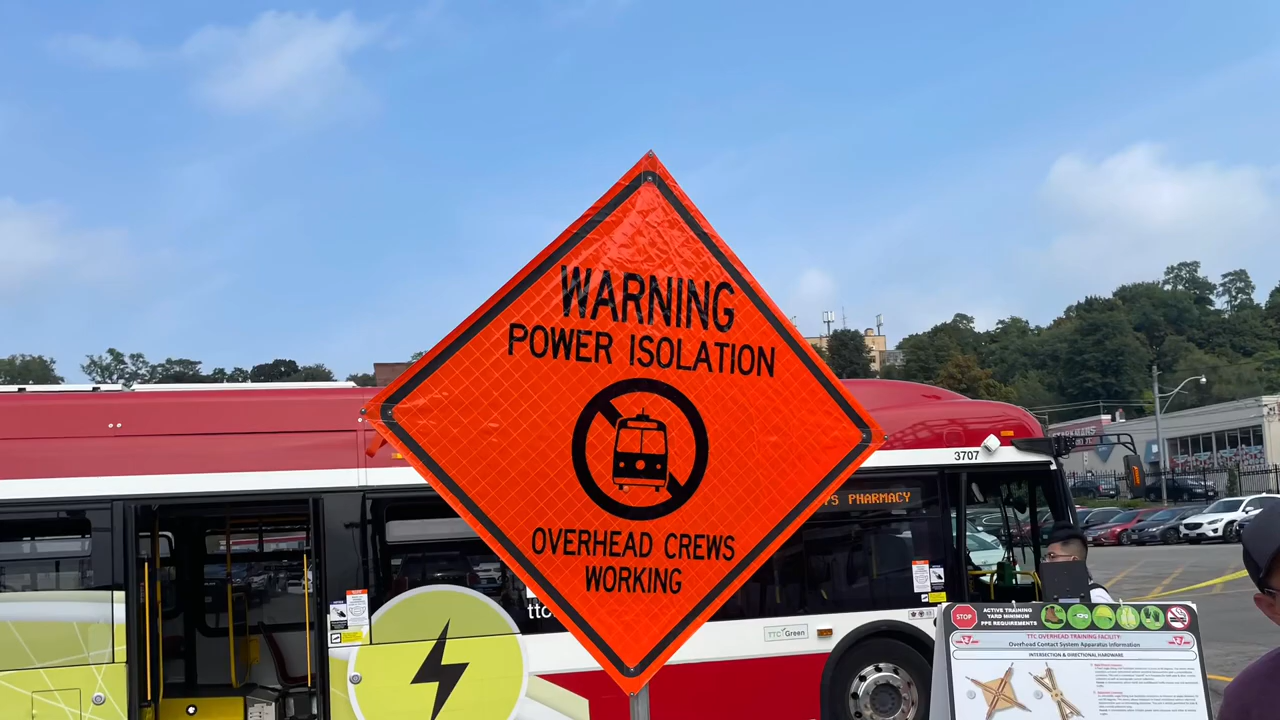 WARNING
POWER ISOLATION
OVERHEAD CREWS
WORKING
3707
S PHARMACY
ttc
TTC Green
STOP
ACTIVE TRAINING
YARD MINIMUM
PPE REQUIREMENTS
TTC OVERHEAD TRAINING FACILITY:
Overhead Contact System Apparatus Information
INTERSECTION & DIRECTIONAL HARDWARE